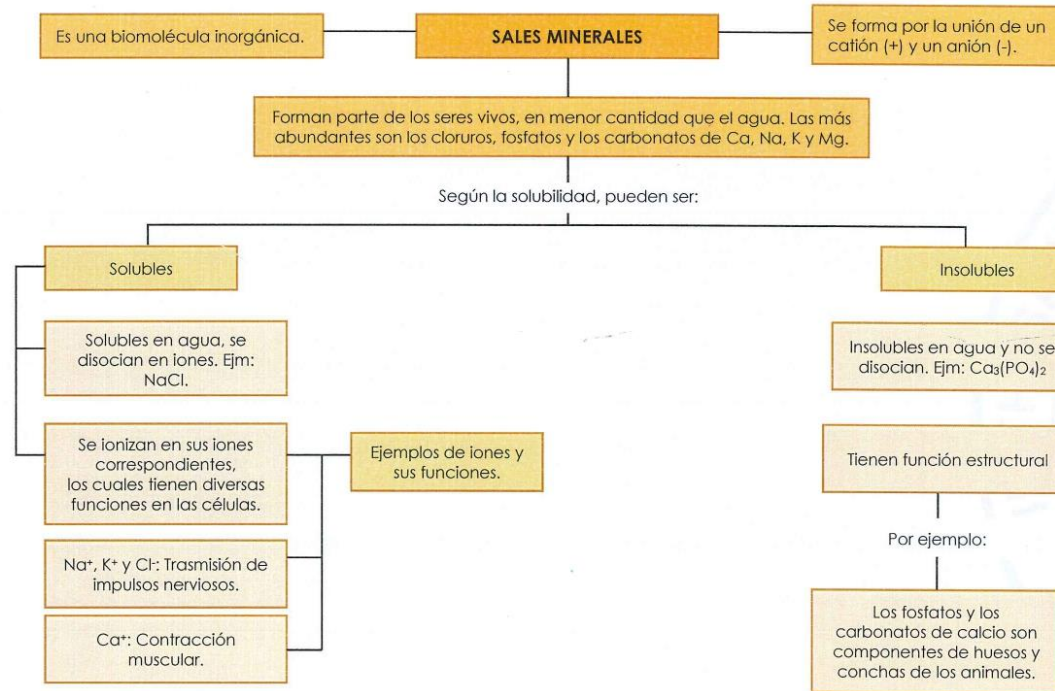 Es una biomolécula inorgánica.
SALES MINERALES
Se forma por la unión de un
catión (+) y un anión (-).
Forman parte de los seres vivos, en menor cantidad que el agua. Las más
abundantes son los cloruros, fosfatos y los carbonatos de Ca, Na, K y Mg.
Según la solubilidad, pueden ser:
Solubles
Insolubles
Solubles en agua, se
disocian en iones. Ejm:
NaCl.
Insolubles en agua y no se
disocian. Ejm: Ca₃(PO₄)₂
Se ionizan en sus iones
correspondientes,
los cuales tienen diversas
funciones en las células.
Ejemplos de iones y
sus funciones.
Tienen función estructural
Na⁺, K⁺ y Cl⁻: Trasmisión de
impulsos nerviosos.
Ca⁺: Contracción
muscular.
Por ejemplo:
Los fosfatos y los
carbonatos de calcio son
componentes de huesos y
conchas de los animales.